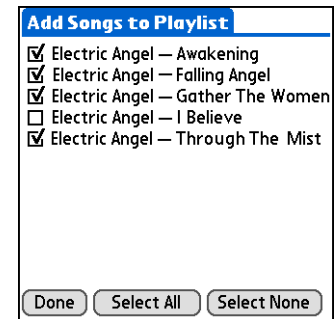 Add Songs to Playlist
Electric Angel — Awakening
Electric Angel — Falling Angel
Electric Angel — Gather The Women
Electric Angel — I Believe
Electric Angel — Through The Mist
Done Select All Select None